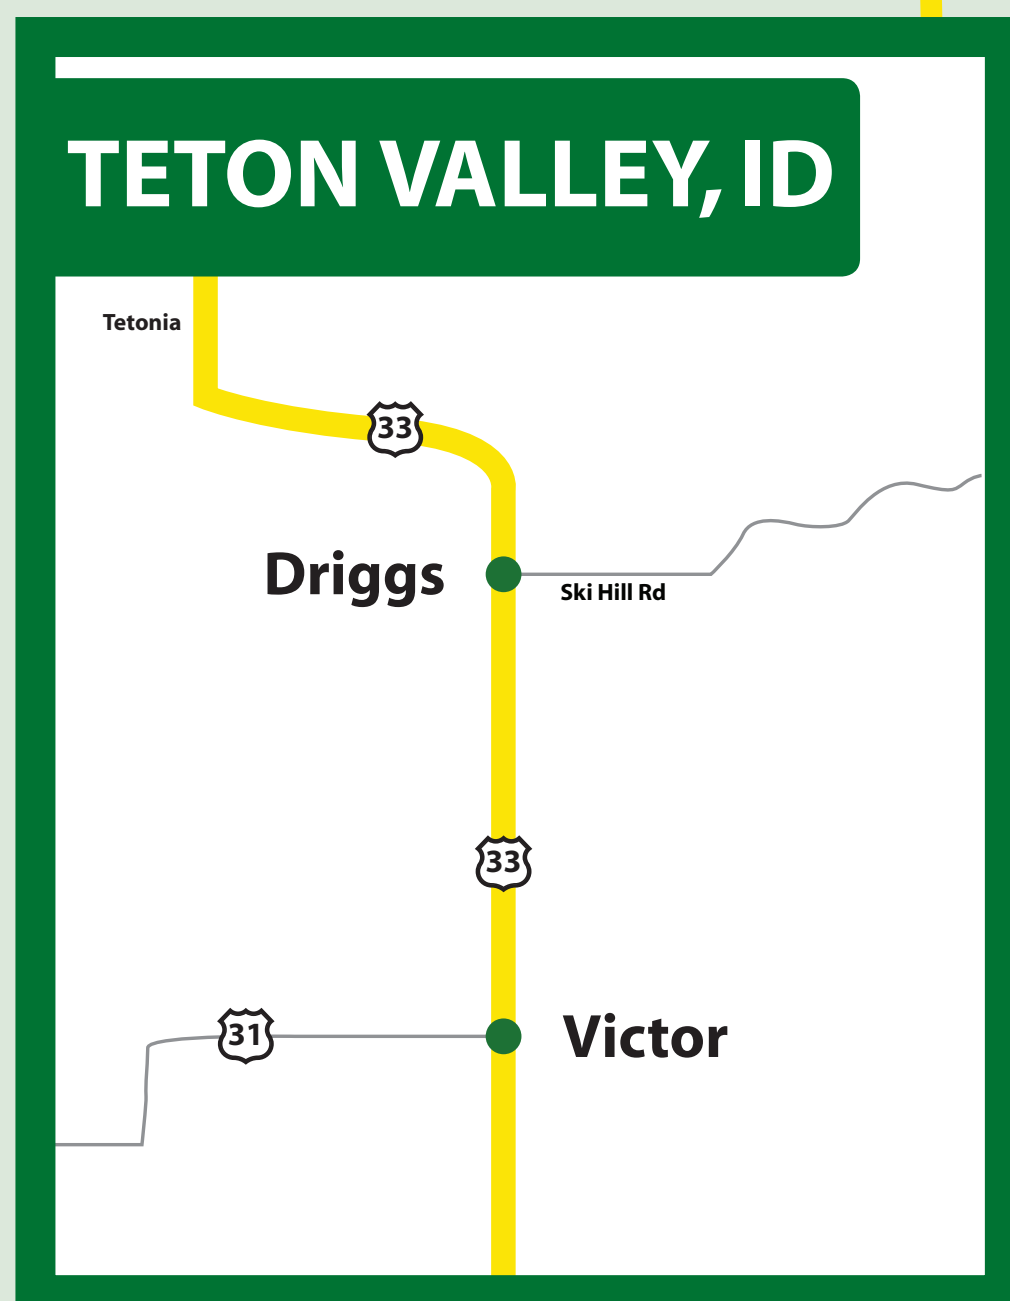 TETON VALLEY, ID
Tetonia
33
Driggs
Ski Hill Rd
33
31
Victor